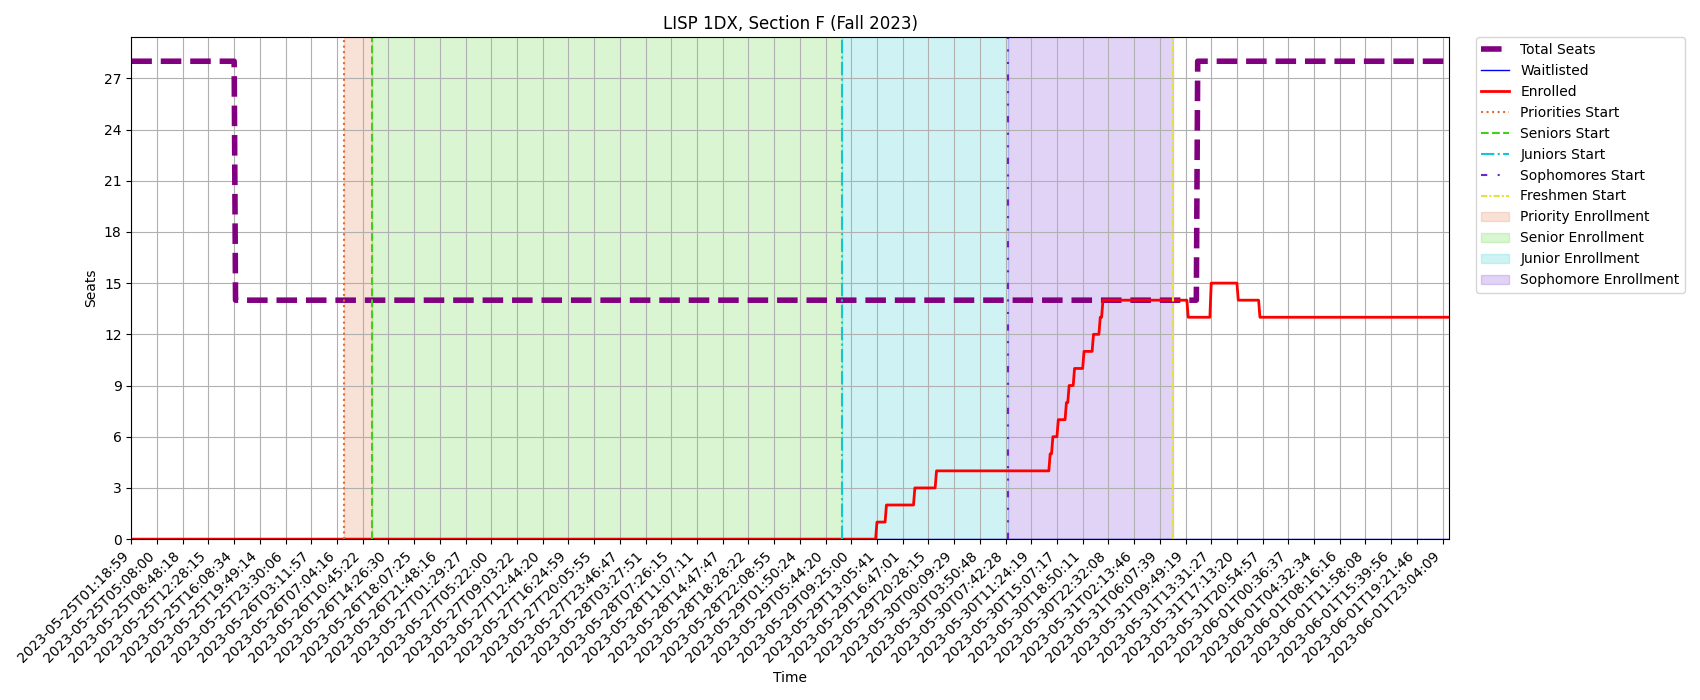 LISP 1DX, Section F (Fall 2023)
Total Seats
Waitlisted
Enrolled
Priorities Start
Seniors Start
Juniors Start
Sophomores Start
Freshmen Start
Priority Enrollment
Senior Enrollment
Junior Enrollment
Sophomore Enrollment
Seats
27
24
21
18
15
12
9
6
3
0
2023-05-25T01:18:59
2023-05-25T05:08:00
2023-05-25T08:48:18
2023-05-25T12:28:15
2023-05-25T16:08:34
2023-05-25T19:49:14
2023-05-25T23:30:06
2023-05-26T03:11:57
2023-05-26T07:04:16
2023-05-26T10:45:22
2023-05-26T14:26:30
2023-05-26T18:07:25
2023-05-26T21:48:16
2023-05-27T01:29:27
2023-05-27T05:22:00
2023-05-27T09:03:22
2023-05-27T12:44:20
2023-05-27T16:24:59
2023-05-27T20:05:55
2023-05-27T23:46:47
2023-05-28T03:27:51
2023-05-28T07:26:15
2023-05-28T11:07:11
2023-05-28T14:47:47
2023-05-28T18:28:22
2023-05-28T22:08:55
2023-05-29T01:50:24
2023-05-29T05:44:20
2023-05-29T09:25:00
2023-05-29T13:05:41
2023-05-29T16:47:01
2023-05-29T20:28:15
2023-05-30T00:09:29
2023-05-30T03:50:48
2023-05-30T07:42:28
2023-05-30T11:24:19
2023-05-30T15:07:17
2023-05-30T18:50:11
2023-05-30T22:32:08
2023-05-31T02:13:46
2023-05-31T06:07:39
2023-05-31T09:49:19
2023-05-31T13:31:27
2023-05-31T17:13:20
2023-05-31T20:54:57
2023-06-01T00:36:37
2023-06-01T04:32:34
2023-06-01T08:16:16
2023-06-01T11:58:08
2023-06-01T15:39:56
2023-06-01T19:21:46
2023-06-01T23:04:09
Time